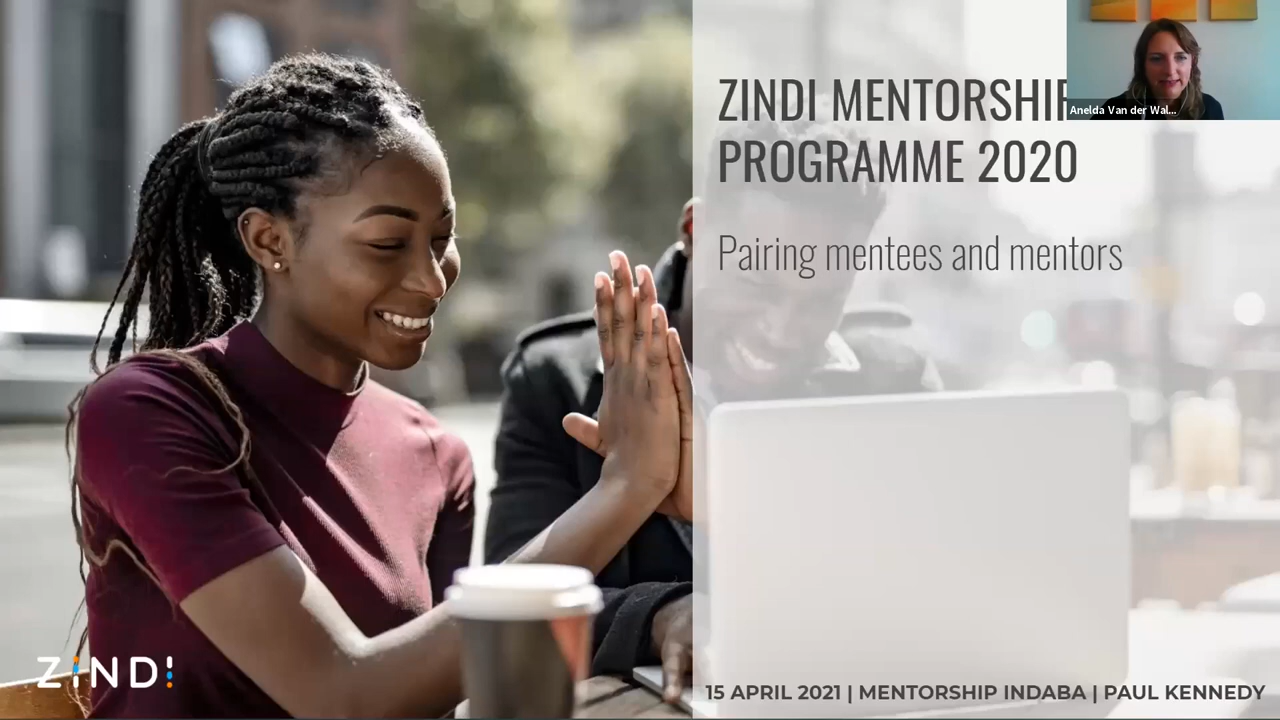 ZINDI MENTORSHIP
PROGRAMME 2020
Anelda Van der Wal...
Pairing mentees and mentors
ZINDI
15 APRIL 2021 | MENTORSHIP INDABA | PAUL KENNEDY